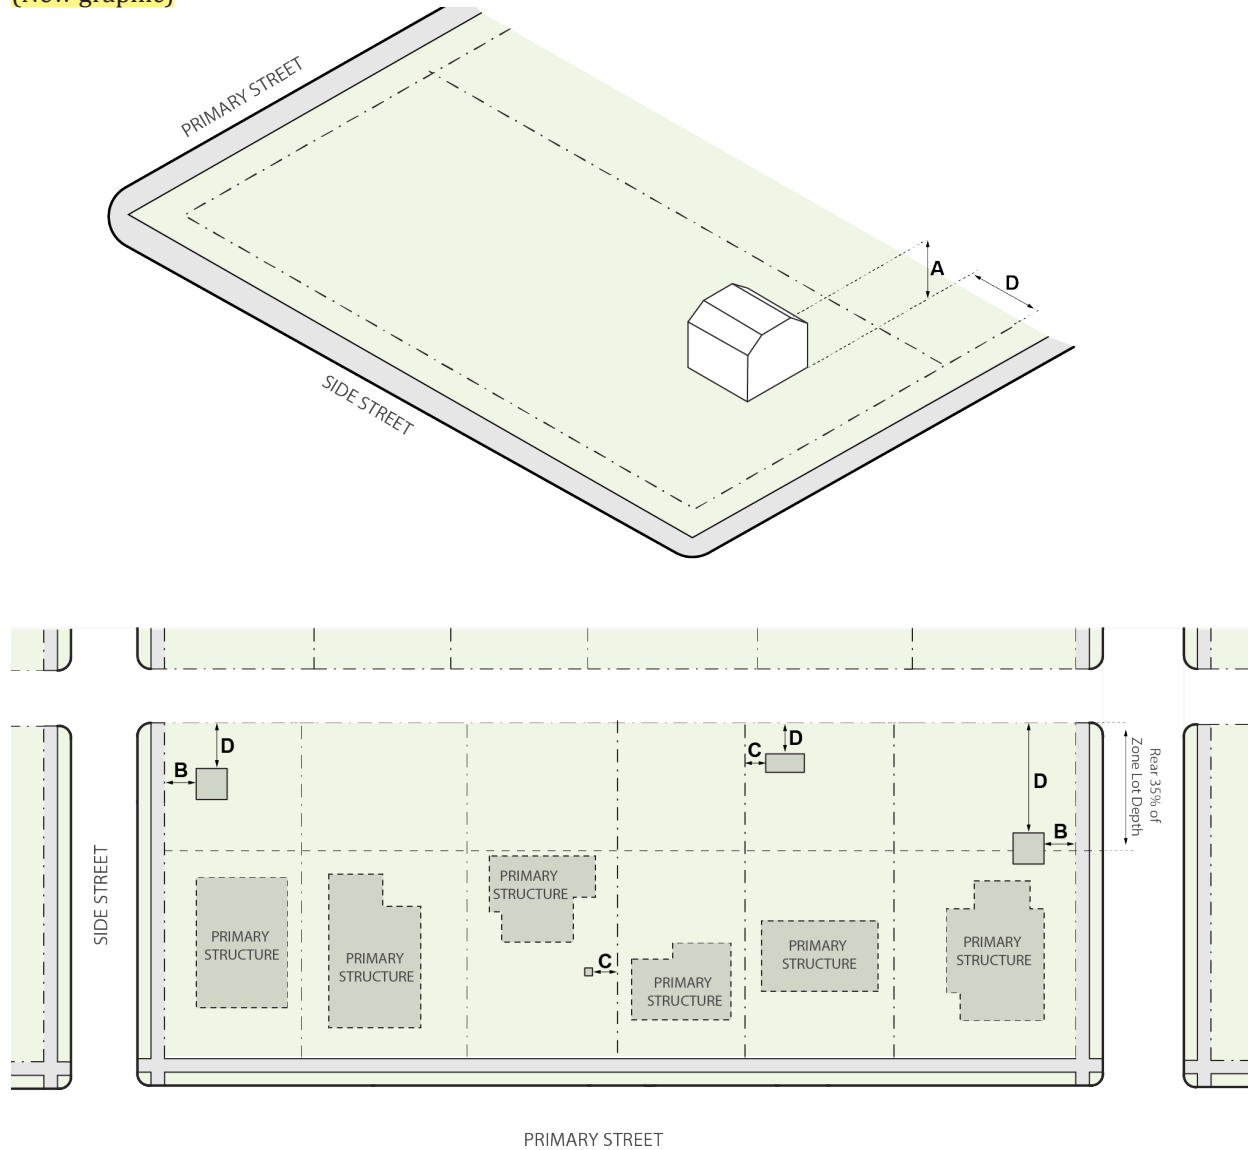 (New graphic)
PRIMARY STREET
A
D
SIDE STREET
D
B
C
D
D
B
Rear 35% of
Zone Lot Depth
SIDE STREET
PRIMARY
STRUCTURE
PRIMARY
STRUCTURE
PRIMARY
STRUCTURE
C
PRIMARY
STRUCTURE
PRIMARY
STRUCTURE
PRIMARY
STRUCTURE
PRIMARY STREET